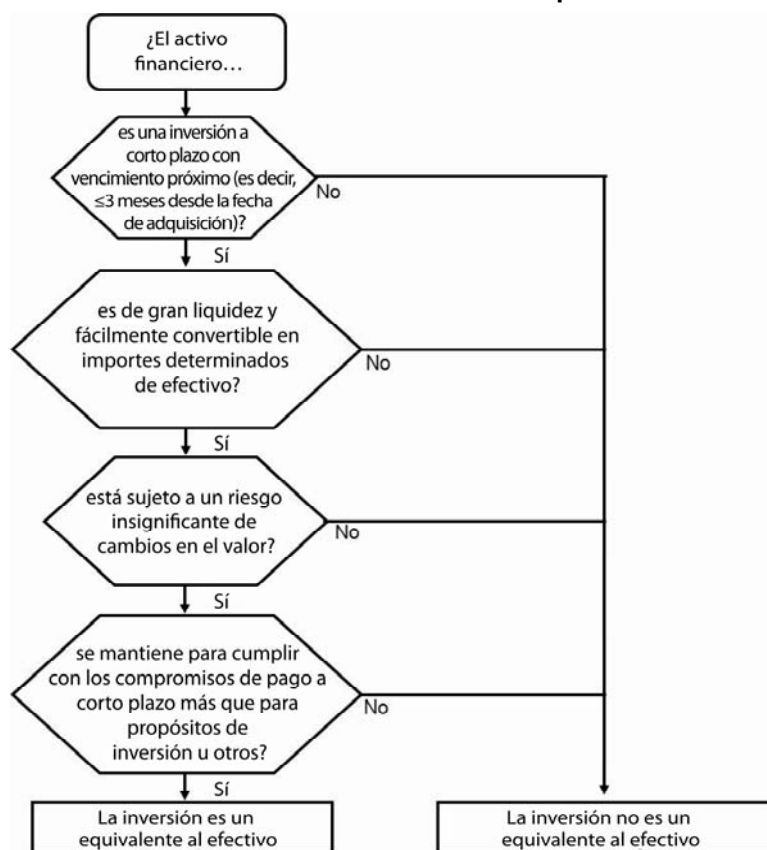 ¿El activo
financiero…
es una inversión a
corto plazo con
vencimiento próximo (es decir,
≤3 meses desde la fecha
de adquisición)?
No
Sí
es de gran liquidez y
fácilmente convertible en
importes determinados
de efectivo?
No
Sí
está sujeto a un riesgo
insignificante de
cambios en el valor?
No
Sí
se mantiene para cumplir
con los compromisos de pago a
corto plazo más que para
propósitos de
inversión u otros?
No
Sí
La inversión es un
equivalente al efectivo
La inversión no es un
equivalente al efectivo